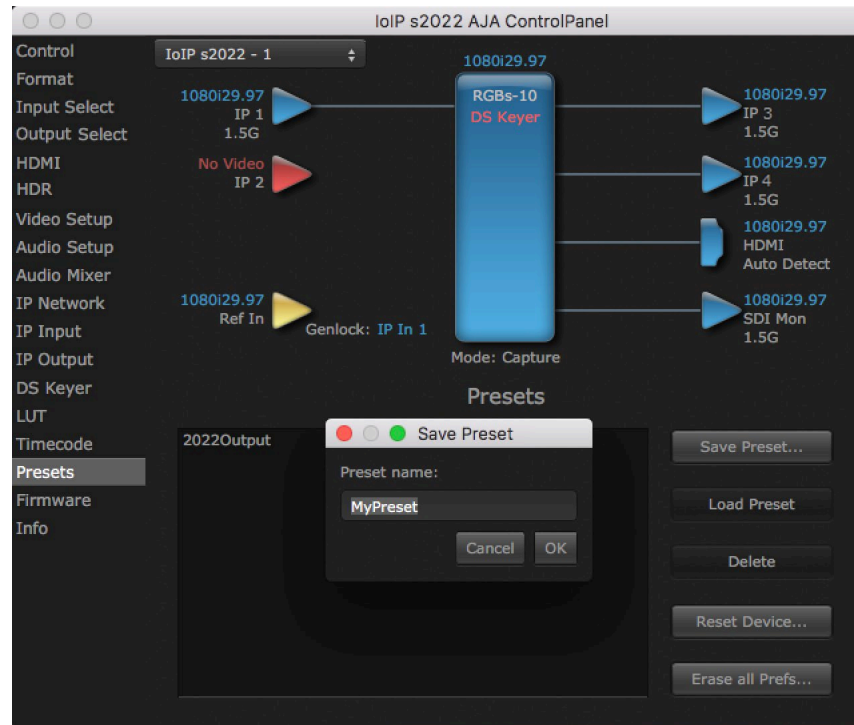 IoIP s2022 AJA ControlPanel
Control
Format
Input Select
Output Select
HDMI
HDR
Video Setup
Audio Setup
Audio Mixer
IP Network
IP Input
IP Output
DS Keyer
LUT
Timecode
Presets
Firmware
Info
IoIP s2022 - 1
1080i29.97
1080i29.97
IP 1
1.5G
No Video
IP 2
1080i29.97
Ref In
Genlock: IP In 1
RGBs-10
DS Keyer
Mode: Capture
1080i29.97
IP 3
1.5G
1080i29.97
IP 4
1.5G
1080i29.97
HDMI
Auto Detect
1080i29.97
SDI Mon
1.5G
Presets
2022Output
Save Preset
Preset name:
MyPreset
Cancel OK
Save Preset...
Load Preset
Delete
Reset Device...
Erase all Prefs...